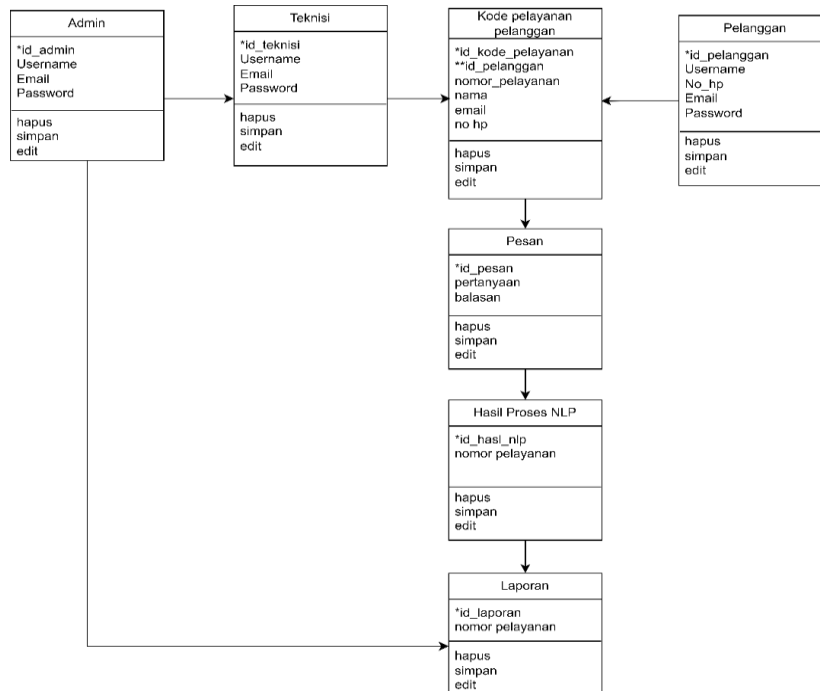 Admin
*id_admin
Username
Email
Password
hapus
simpan
edit
Teknisi
*id_teknisi
Username
Email
Password
hapus
simpan
edit
Kode pelayanan
pelanggan
*id_kode_pelayanan
**id_pelanggan
nomor_pelayanan
nama
email
no hp
hapus
simpan
edit
Pelanggan
*id_pelanggan
Username
No_hp
Email
Password
hapus
simpan
edit
Pesan
*id_pesan
pertanyaan
balasan
hapus
simpan
edit
Hasil Proses NLP
*id_hasl_nlp
nomor pelayanan
hapus
simpan
edit
Laporan
*id_laporan
nomor pelayanan
hapus
simpan
edit